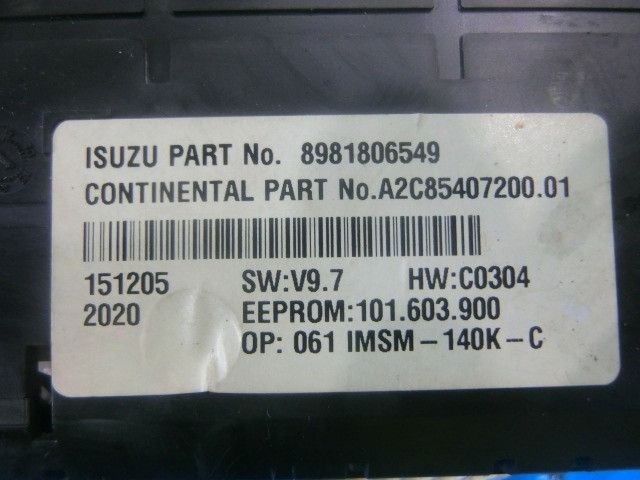 ISUZU PART No. 8981806549
CONTINENTAL PART No.A2C85407200.01
151205 SW:V9.7 HW:C0304
2020 EEPROM:101.603.900
OP: 061 IMSM-140K-C